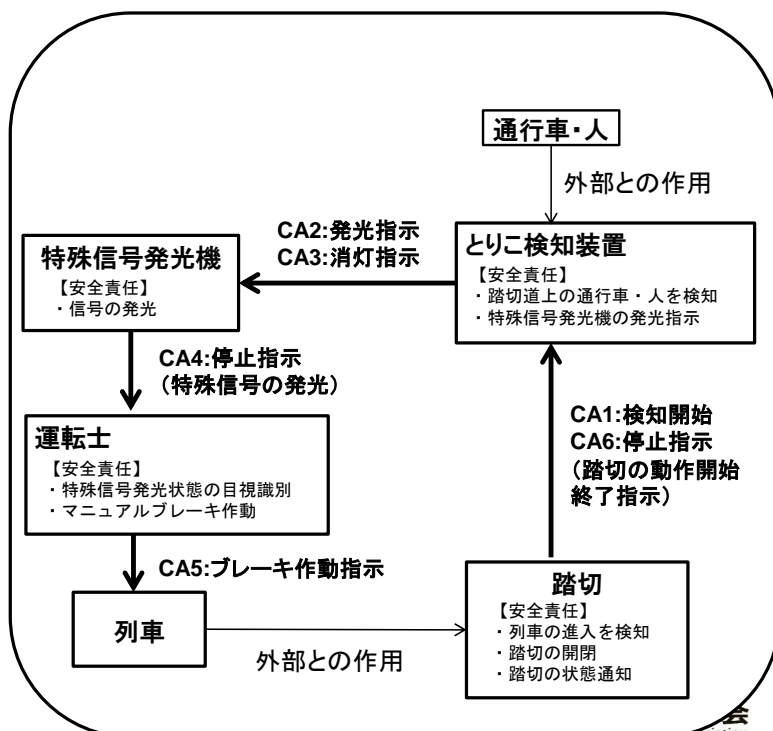 通行車・人
外部との作用
CA2:発光指示
CA3:消灯指示
特殊信号発光機
【安全責任】
・信号の発光
とりこ検知装置
【安全責任】
・踏切道上の通行車・人を検知
・特殊信号発光機の発光指示
CA4:停止指示
（特殊信号の発光）
CA1:検知開始
CA6:停止指示
（踏切の動作開始
終了指示）
運転士
【安全責任】
・特殊信号発光状態の目視識別
・マニュアルブレーキ作動
CA5:ブレーキ作動指示
列車
外部との作用
踏切
【安全責任】
・列車の進入を検知
・踏切の開閉
・踏切の状態通知
会